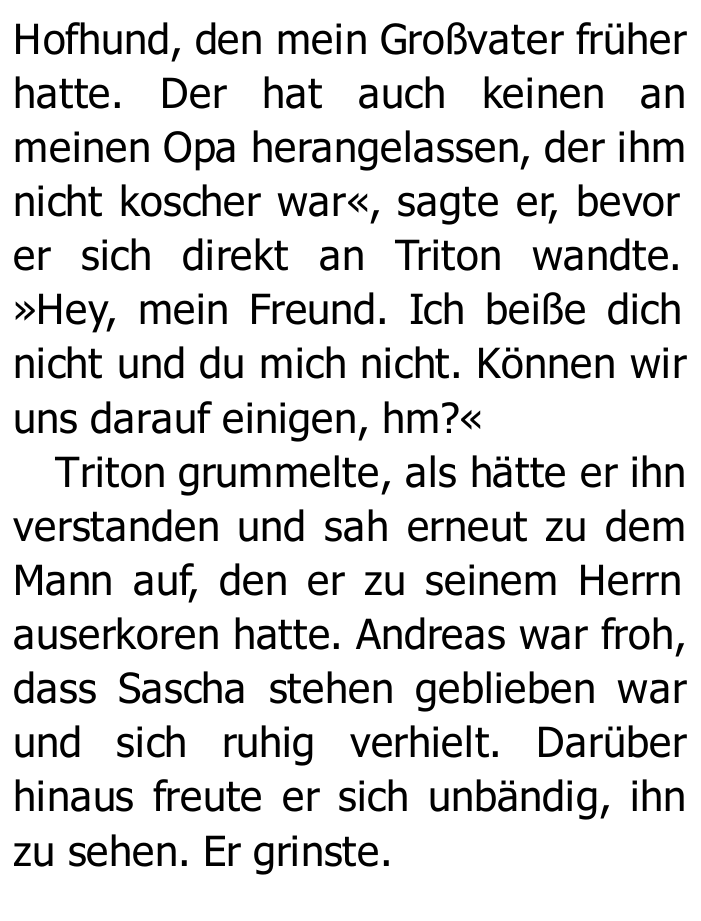 Hofhund, den mein Großvater früher
hatte. Der hat auch keinen an
meinen Opa herangelassen, der ihm
nicht koscher war«, sagte er, bevor
er sich direkt an Triton wandte.
»Hey, mein Freund. Ich beiße dich
nicht und du mich nicht. Können wir
uns darauf einigen, hm?«
Triton grummelte, als hätte er ihn
verstanden und sah erneut zu dem
Mann auf, den er zu seinem Herrn
auserkoren hatte. Andreas war froh,
dass Sascha stehen geblieben war
und sich ruhig verhielt. Darüber
hinaus freute er sich unbändig, ihn
zu sehen. Er grinste.